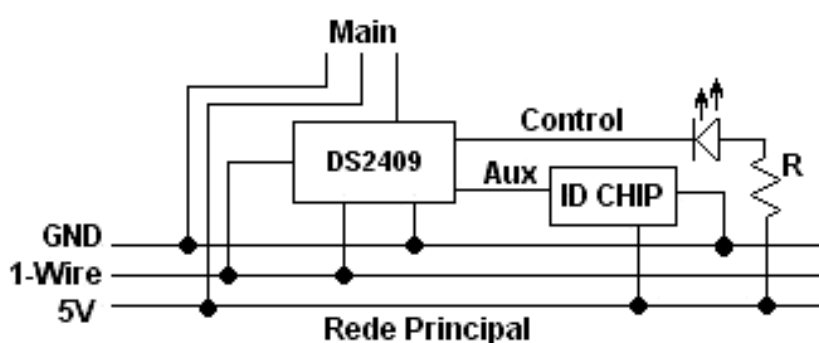 Main
Control
DS2409
Aux
ID CHIP
R
GND
1-Wire
5V
Rede Principal